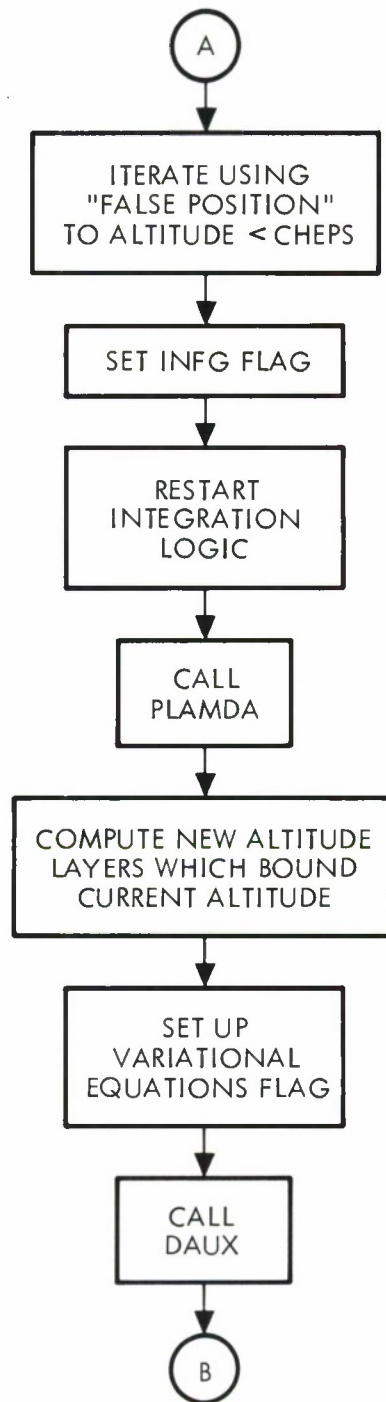 A
ITERATE USING
"FALSE POSITION"
TO ALTITUDE < CHEPS
SET INFG FLAG
RESTART
INTEGRATION
LOGIC
CALL
PLAMDA
COMPUTE NEW ALTITUDE
LAYERS WHICH BOUND
CURRENT ALTITUDE
SET UP
VARIATIONAL
EQUATIONS FLAG
CALL
DAUX
B